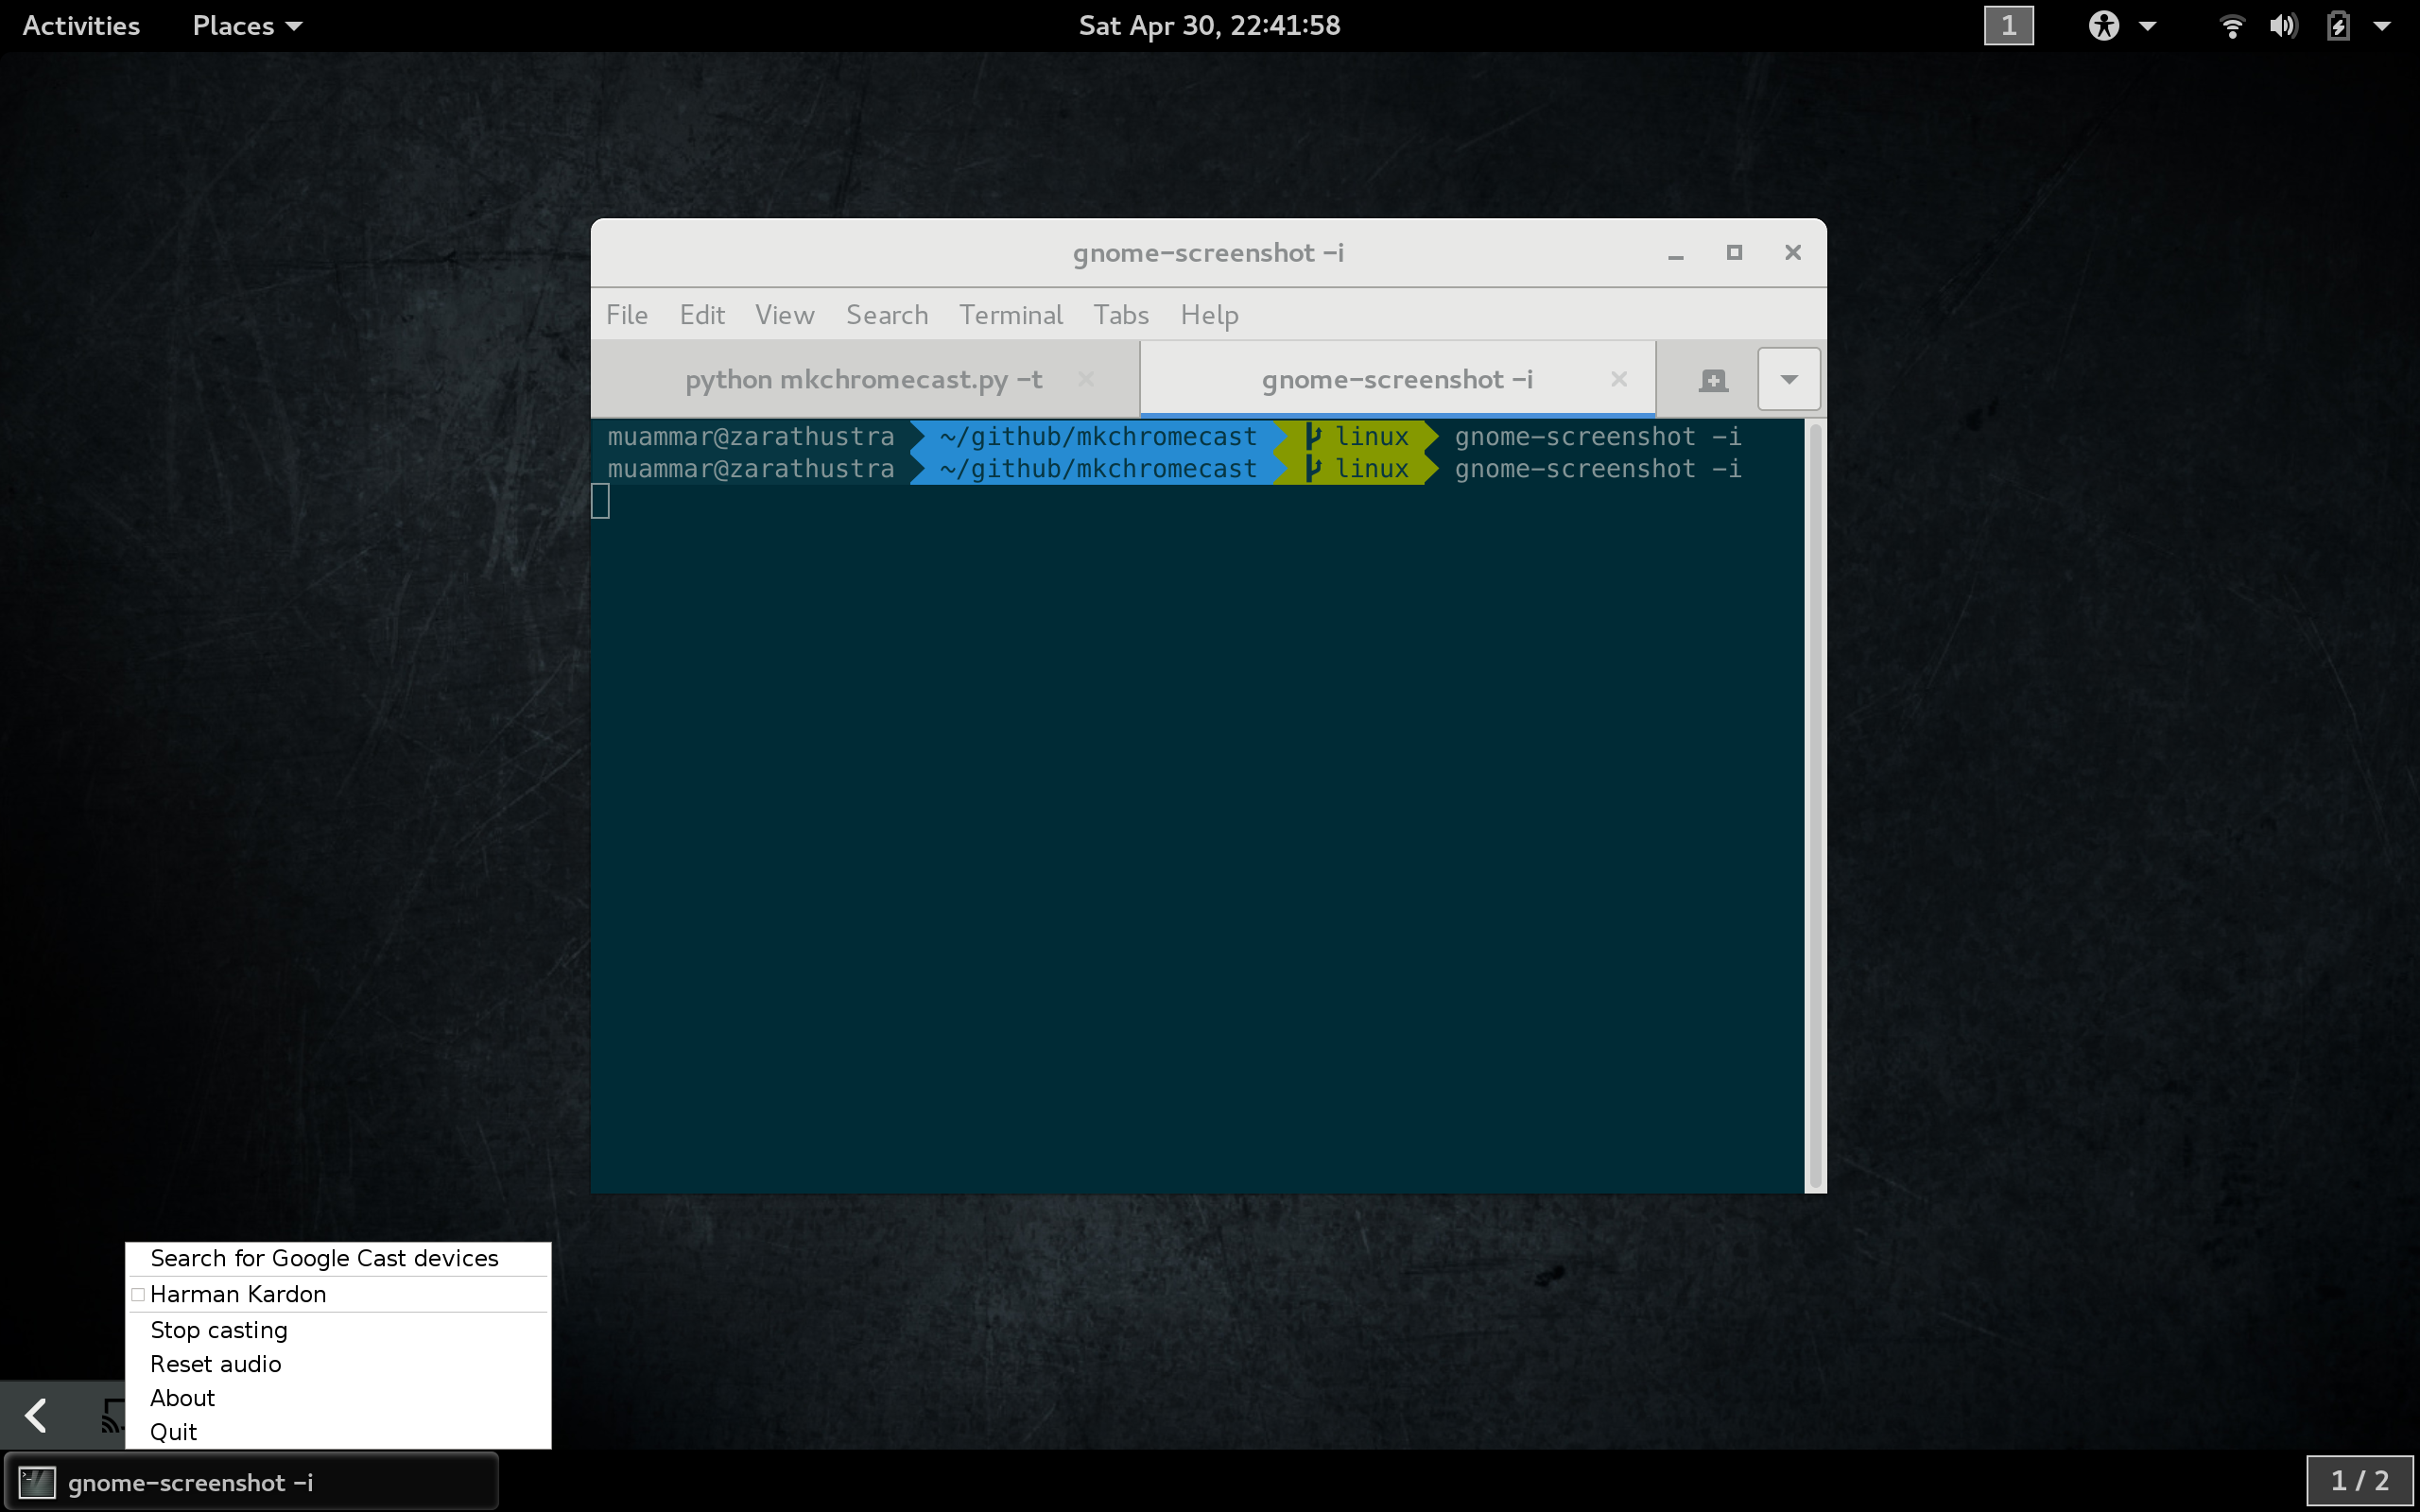 Activities Places Sat Apr 30, 22:41:58 1
gnome-screenshot -i
File Edit View Search Terminal Tabs Help
python mkchromecast.py -t gnome-screenshot -i
muammar@zarathustra ~/github/mkchromecast linux gnome-screenshot -i
muammar@zarathustra ~/github/mkchromecast linux gnome-screenshot -i
Search for Google Cast devices
Harman Kardon
Stop casting
Reset audio
About
Quit
gnome-screenshot -i 1 / 2